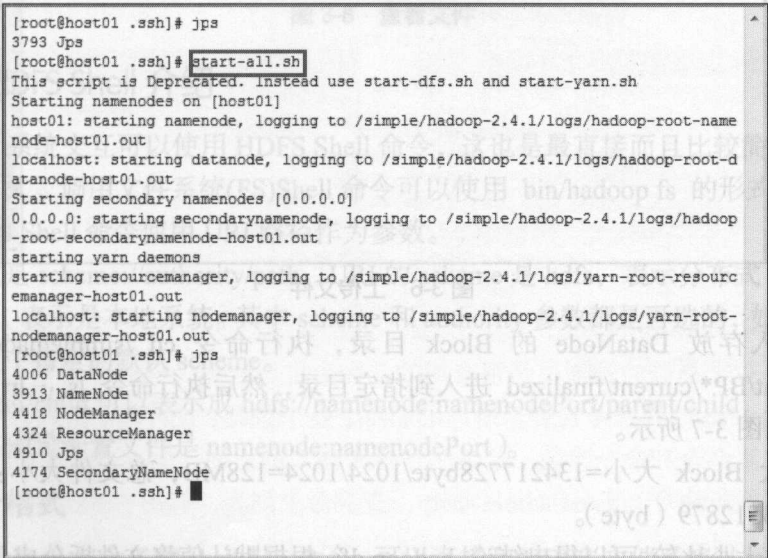 [root@host01 .ssh]# jps
3793 Jps
[root@host01 .ssh]# start-all.sh
This script is Deprecated. Instead use start-dfs.sh and start-yarn.sh
Starting namenodes on [host01]
host01: starting namenode, logging to /simple/hadoop-2.4.1/logs/hadoop-root-name
node-host01.out
localhost: starting datanode, logging to /simple/hadoop-2.4.1/logs/hadoop-root-d
atanode-host01.out
Starting secondary namenodes [0.0.0.0]
0.0.0.0: starting secondarynamenode, logging to /simple/hadoop-2.4.1/logs/hadoop
-root-secondarynamenode-host01.out
starting yarn daemons
starting resourcemanager, logging to /simple/hadoop-2.4.1/logs/yarn-root-resourc
emanager-host01.out
localhost: starting nodemanager, logging to /simple/hadoop-2.4.1/logs/yarn-root-
nodemanager-host01.out
[root@host01 .ssh]# jps
4006 DataNode
3912 NameNode
4418 NodeManager
4324 ResourceManager
4910 Jps
4174 SecondaryNameNode
[root@host01 .ssh]#